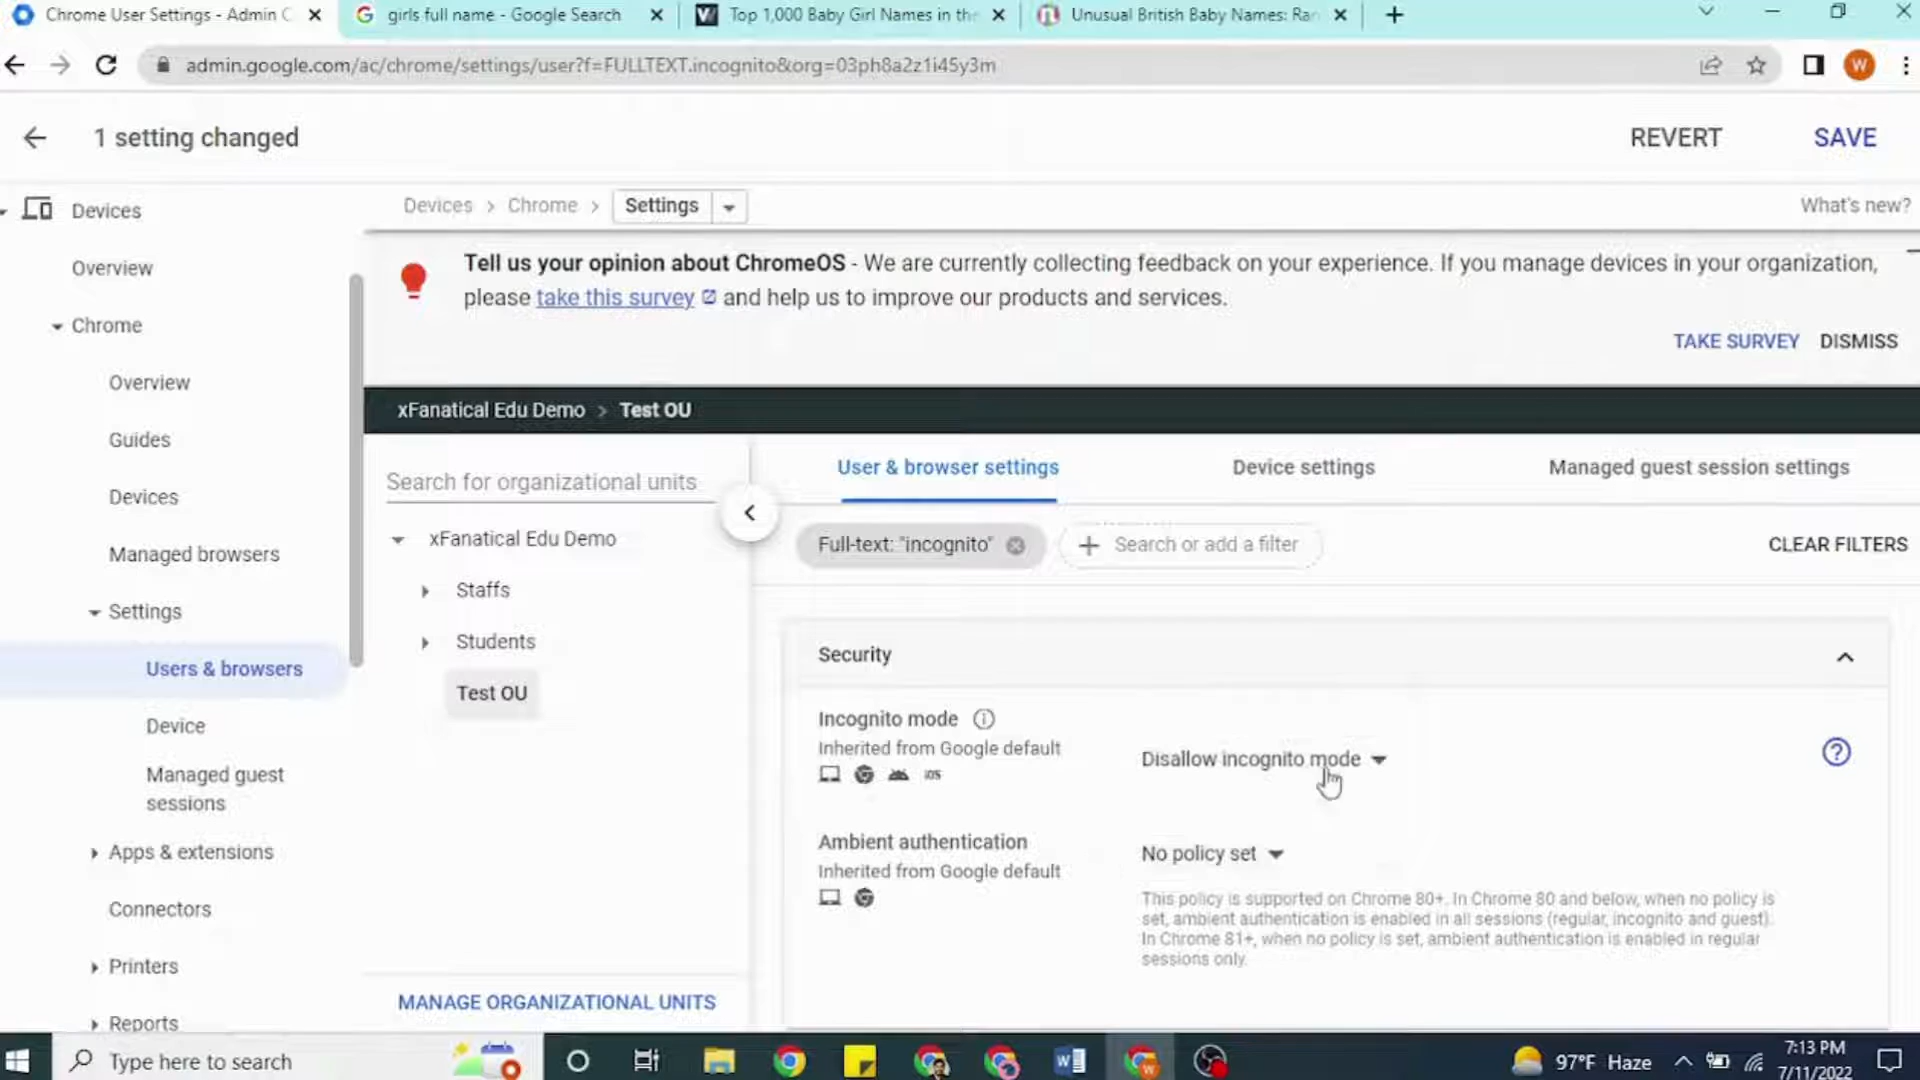 Chrome User Settings - Admin C
girls full name - Google Search
Top 1,000 Baby Girl Names in the
Unusual British Baby Names: Rar
admin.google.com/ac/chrome/settings/user?f=FULLTEXT.incognito&org=03ph8a2z1i45y3m
W
1 setting changed
REVERT
SAVE
Devices
Overview
Chrome
Overview
Guides
Devices
Managed browsers
Settings
Users & browsers
Device
Managed guest
sessions
Apps & extensions
Connectors
Printers
Reports
Devices > Chrome > Settings
What's new?
Tell us your opinion about ChromeOS - We are currently collecting feedback on your experience. If you manage devices in your organization,
please take this survey and help us to improve our products and services.
TAKE SURVEY
DISMISS
xFanatical Edu Demo > Test OU
Search for organizational units
xFanatical Edu Demo
Staffs
Students
Test OU
MANAGE ORGANIZATIONAL UNITS
User & browser settings
Device settings
Managed guest session settings
Full-text: "incognito"
Search or add a filter
CLEAR FILTERS
Security
Incognito mode
Inherited from Google default
iOS
Disallow incognito mode
Ambient authentication
Inherited from Google default
No policy set
This policy is supported on Chrome 80+. In Chrome 80 and below, when no policy is
set, ambient authentication is enabled in all sessions (regular, incognito and guest).
In Chrome 81+, when no policy is set, ambient authentication is enabled in regular
sessions only.
Type here to search
97°F Haze
7:13 PM
7/11/2022